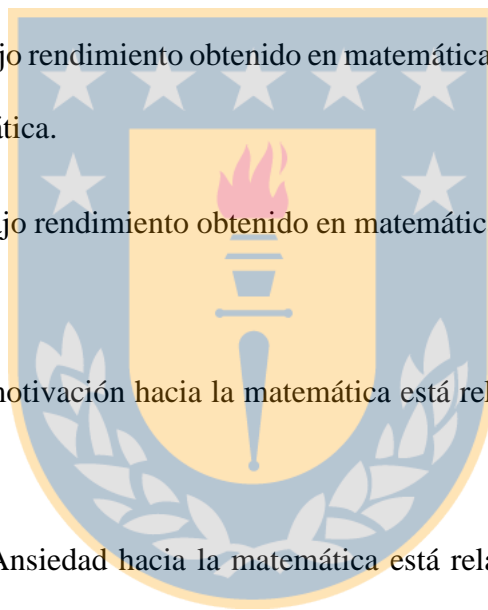 jo rendimiento obtenido en matemática
ática.
jo rendimiento obtenido en matemátic
motivación hacia la matemática está rel
Ansiedad hacia la matemática está rela